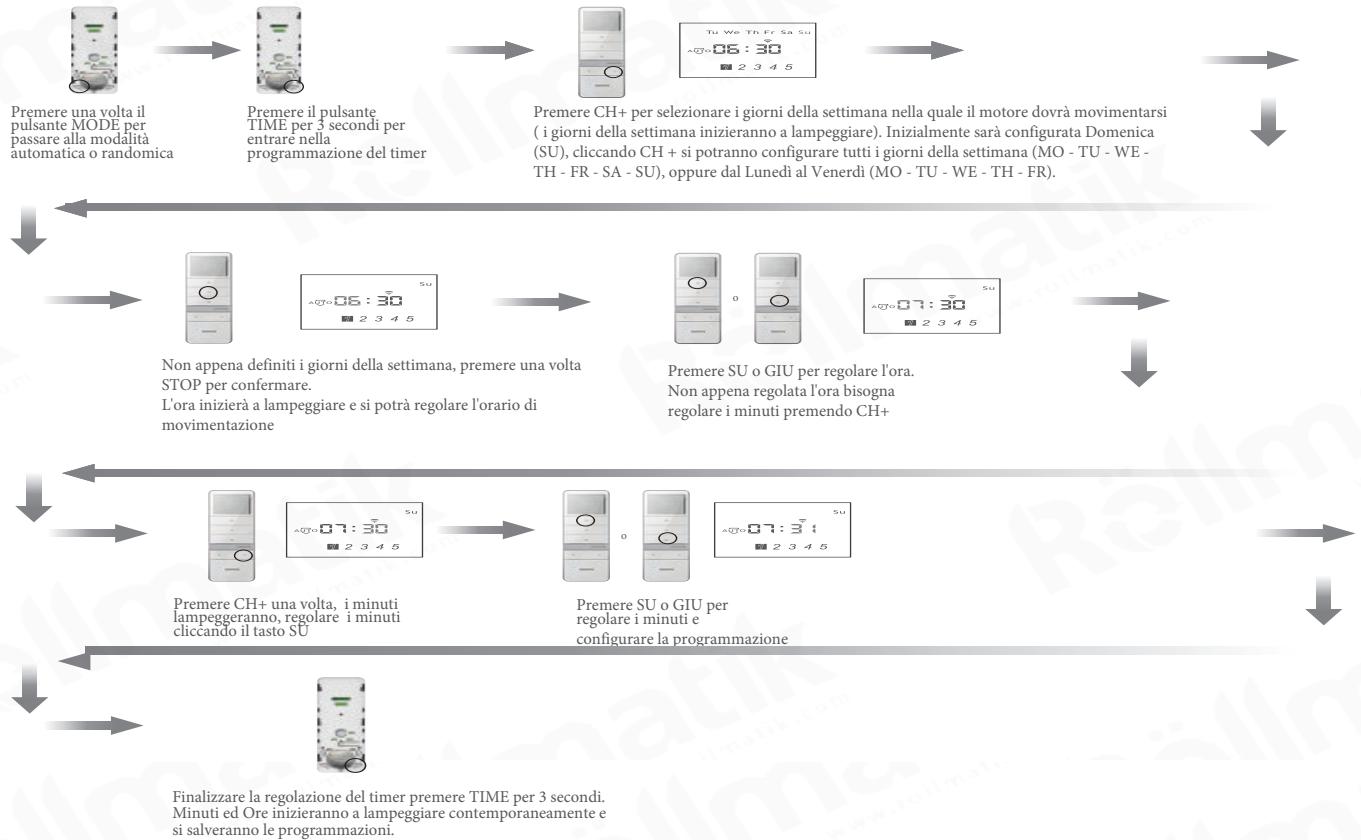 Premere una volta il
pulsante MODE per
passare alla modalità
automatica o randomica
Premere il pulsante
TIME per 3 secondi per
entrare nella
programmazione del timer
Tu We Th Fr Sa Su
06:30
2 3 4 5
Premere CH+ per selezionare i giorni della settimana nella quale il motore dovrà movimentarsi
( i giorni della settimana inizieranno a lampeggiare). Inizialmente sarà configurata Domenica
(SU), cliccando CH + si potranno configurare tutti i giorni della settimana (MO - TU - WE -
TH - FR - SA - SU), oppure dal Lunedì al Venerdì (MO - TU - WE - TH - FR).
Su
06:30
2 3 4 5
Non appena definiti i giorni della settimana, premere una volta
STOP per confermare.
L'ora inizierà a lampeggiare e si potrà regolare l'orario di
movimentazione
o
Su
07:30
2 3 4 5
Premere SU o GIU per regolare l'ora.
Non appena regolata l'ora bisogna
regolare i minuti premendo CH+
Su
07:30
2 3 4 5
Premere CH+ una volta, i minuti
lampeggeranno, regolare i minuti
cliccando il tasto SU
o
Su
07:31
2 3 4 5
Premere SU o GIU per
regolare i minuti e
configurare la programmazione
Finalizzare la regolazione del timer premere TIME per 3 secondi.
Minuti ed Ore inizieranno a lampeggiare contemporaneamente e
si salveranno le programmazioni.
Röllmatik
www.rollmatik.com